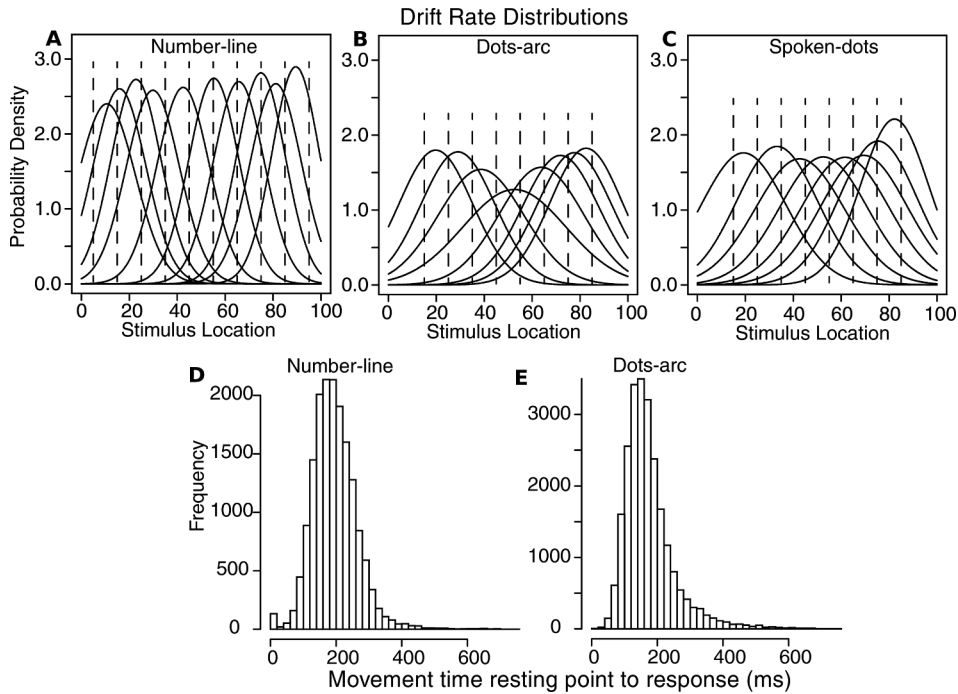 Drift Rate Distributions
A
Number-line
B
Dots-arc
C
Spoken-dots
3.0
2.0
1.0
0.0
Probability Density
0 20 40 60 80 100
Stimulus Location
3.0
2.0
1.0
0.0
0 20 40 60 80 100
Stimulus Location
3.0
2.0
1.0
0.0
0 20 40 60 80 100
Stimulus Location
D
Number-line
E
Dots-arc
2000
1500
1000
500
0
Frequency
0 200 400 600
3000
2000
1000
0
0 200 400 600
Movement time resting point to response (ms)